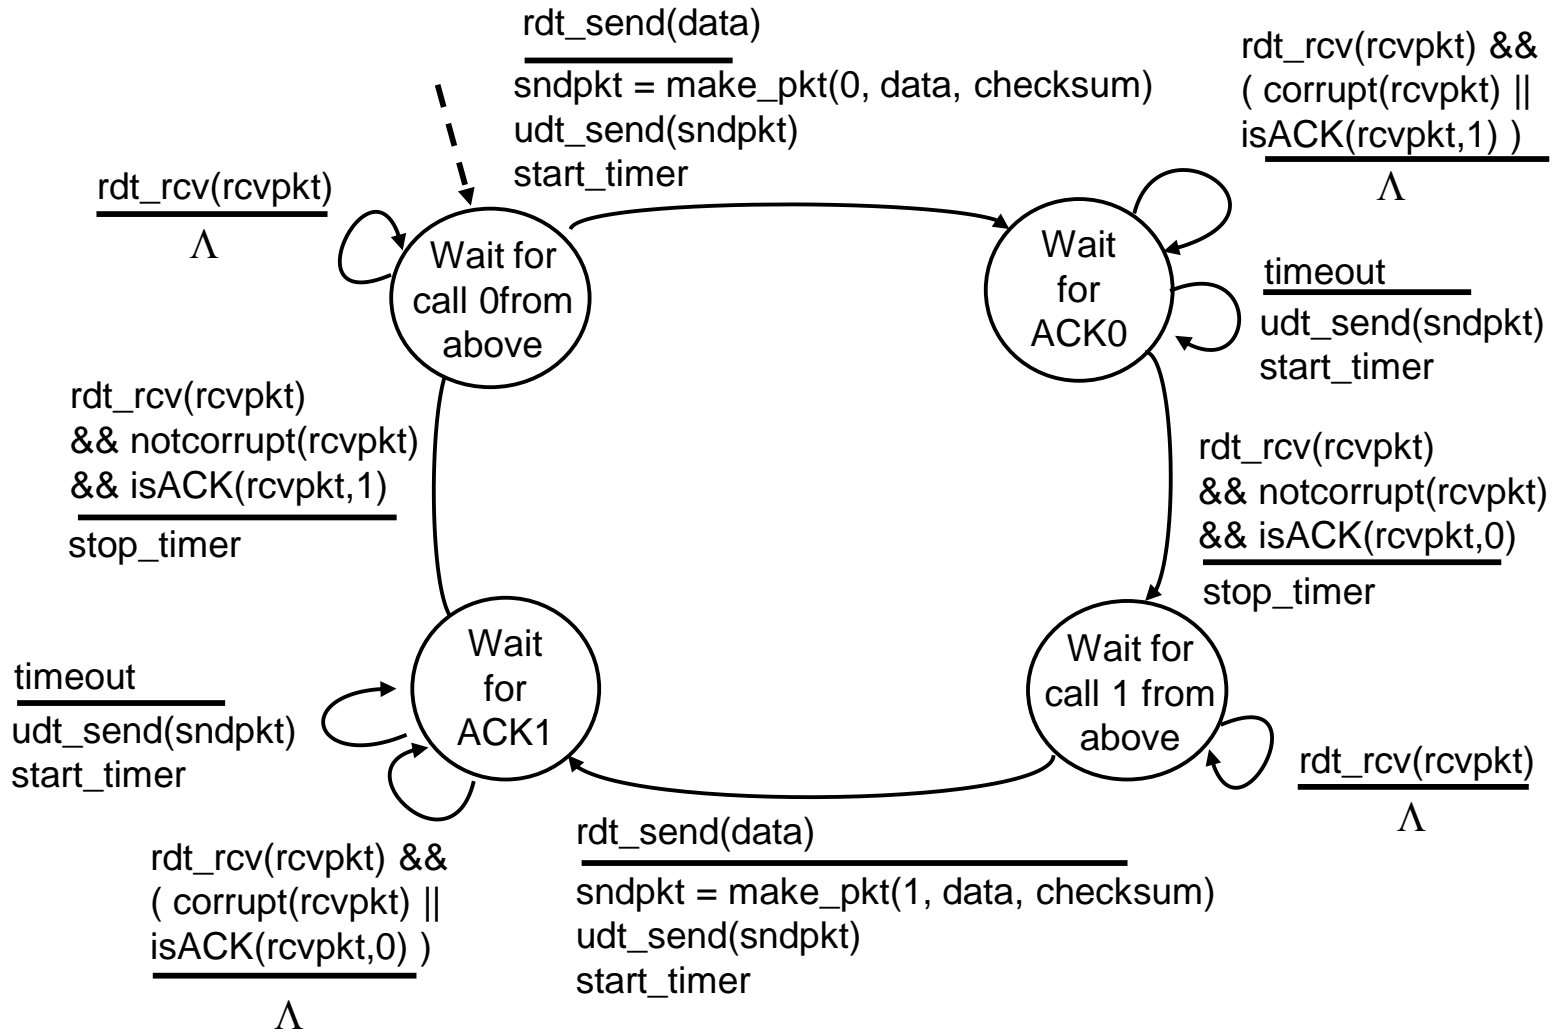 rdt_send(data)
sndpkt = make_pkt(0, data, checksum)
udt_send(sndpkt)
start_timer
rdt_rcv(rcvpkt) &&
( corrupt(rcvpkt) ||
isACK(rcvpkt,1) )
Λ
rdt_rcv(rcvpkt)
Λ
Wait for
call 0from
above
Wait
for
ACK0
timeout
udt_send(sndpkt)
start_timer
rdt_rcv(rcvpkt)
&& notcorrupt(rcvpkt)
&& isACK(rcvpkt,1)
stop_timer
rdt_rcv(rcvpkt)
&& notcorrupt(rcvpkt)
&& isACK(rcvpkt,0)
stop_timer
Wait
for
ACK1
Wait for
call 1 from
above
timeout
udt_send(sndpkt)
start_timer
rdt_rcv(rcvpkt)
Λ
rdt_rcv(rcvpkt) &&
( corrupt(rcvpkt) ||
isACK(rcvpkt,0) )
Λ
rdt_send(data)
sndpkt = make_pkt(1, data, checksum)
udt_send(sndpkt)
start_timer